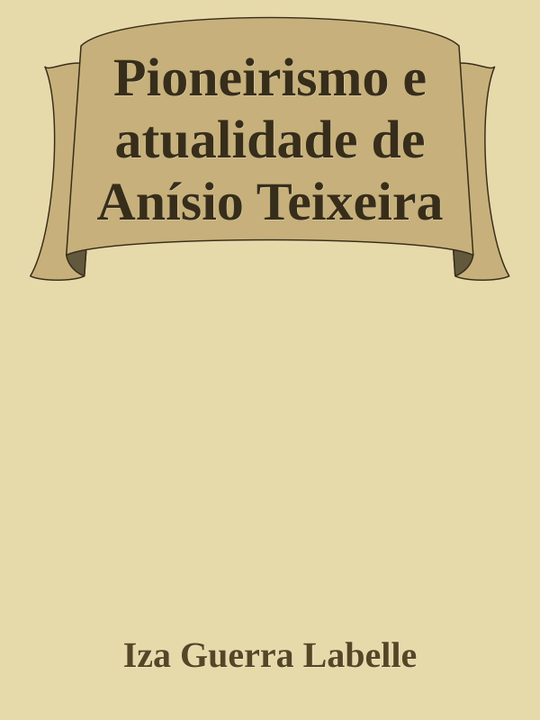 Pioneirismo e
atualidade de
Anísio Teixeira
Iza Guerra Labelle